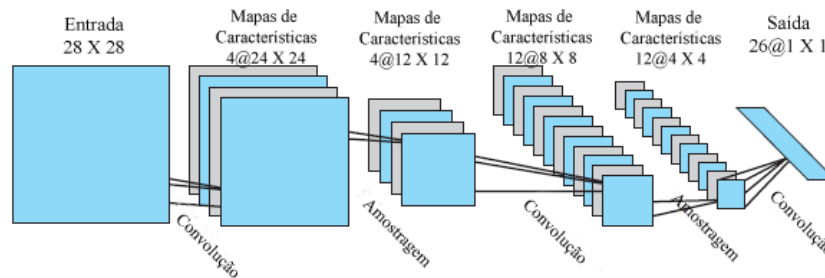 Entrada
28 X 28
Mapas de
Características
4@24 X 24
Mapas de
Características
4@12 X 12
Mapas de
Características
12@8 X 8
Mapas de
Características
12@4 X 4
Saída
26@1 X 1
Convolução
Amostragem
Convolução
Amostragem
Convolução